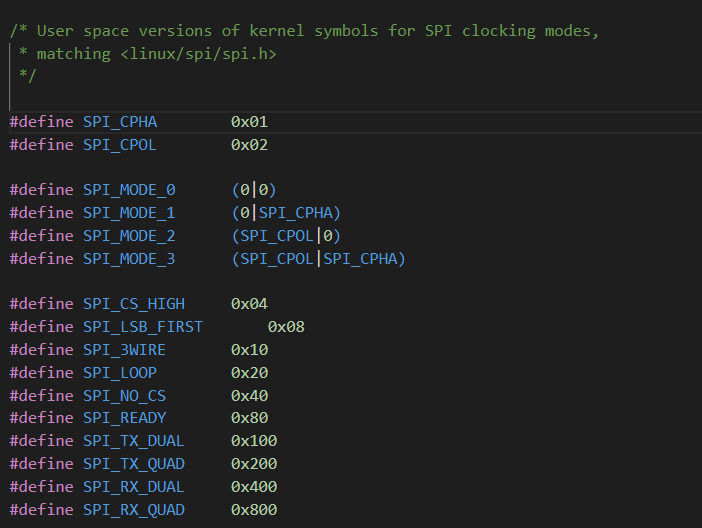 /* User space versions of kernel symbols for SPI clocking modes,
 * matching <linux/spi/spi.h>
 */
#define SPI_CPHA        0x01
#define SPI_CPOL        0x02
#define SPI_MODE_0      (0|0)
#define SPI_MODE_1      (0|SPI_CPHA)
#define SPI_MODE_2      (SPI_CPOL|0)
#define SPI_MODE_3      (SPI_CPOL|SPI_CPHA)
#define SPI_CS_HIGH     0x04
#define SPI_LSB_FIRST       0x08
#define SPI_3WIRE       0x10
#define SPI_LOOP        0x20
#define SPI_NO_CS       0x40
#define SPI_READY       0x80
#define SPI_TX_DUAL     0x100
#define SPI_TX_QUAD     0x200
#define SPI_RX_DUAL     0x400
#define SPI_RX_QUAD     0x800